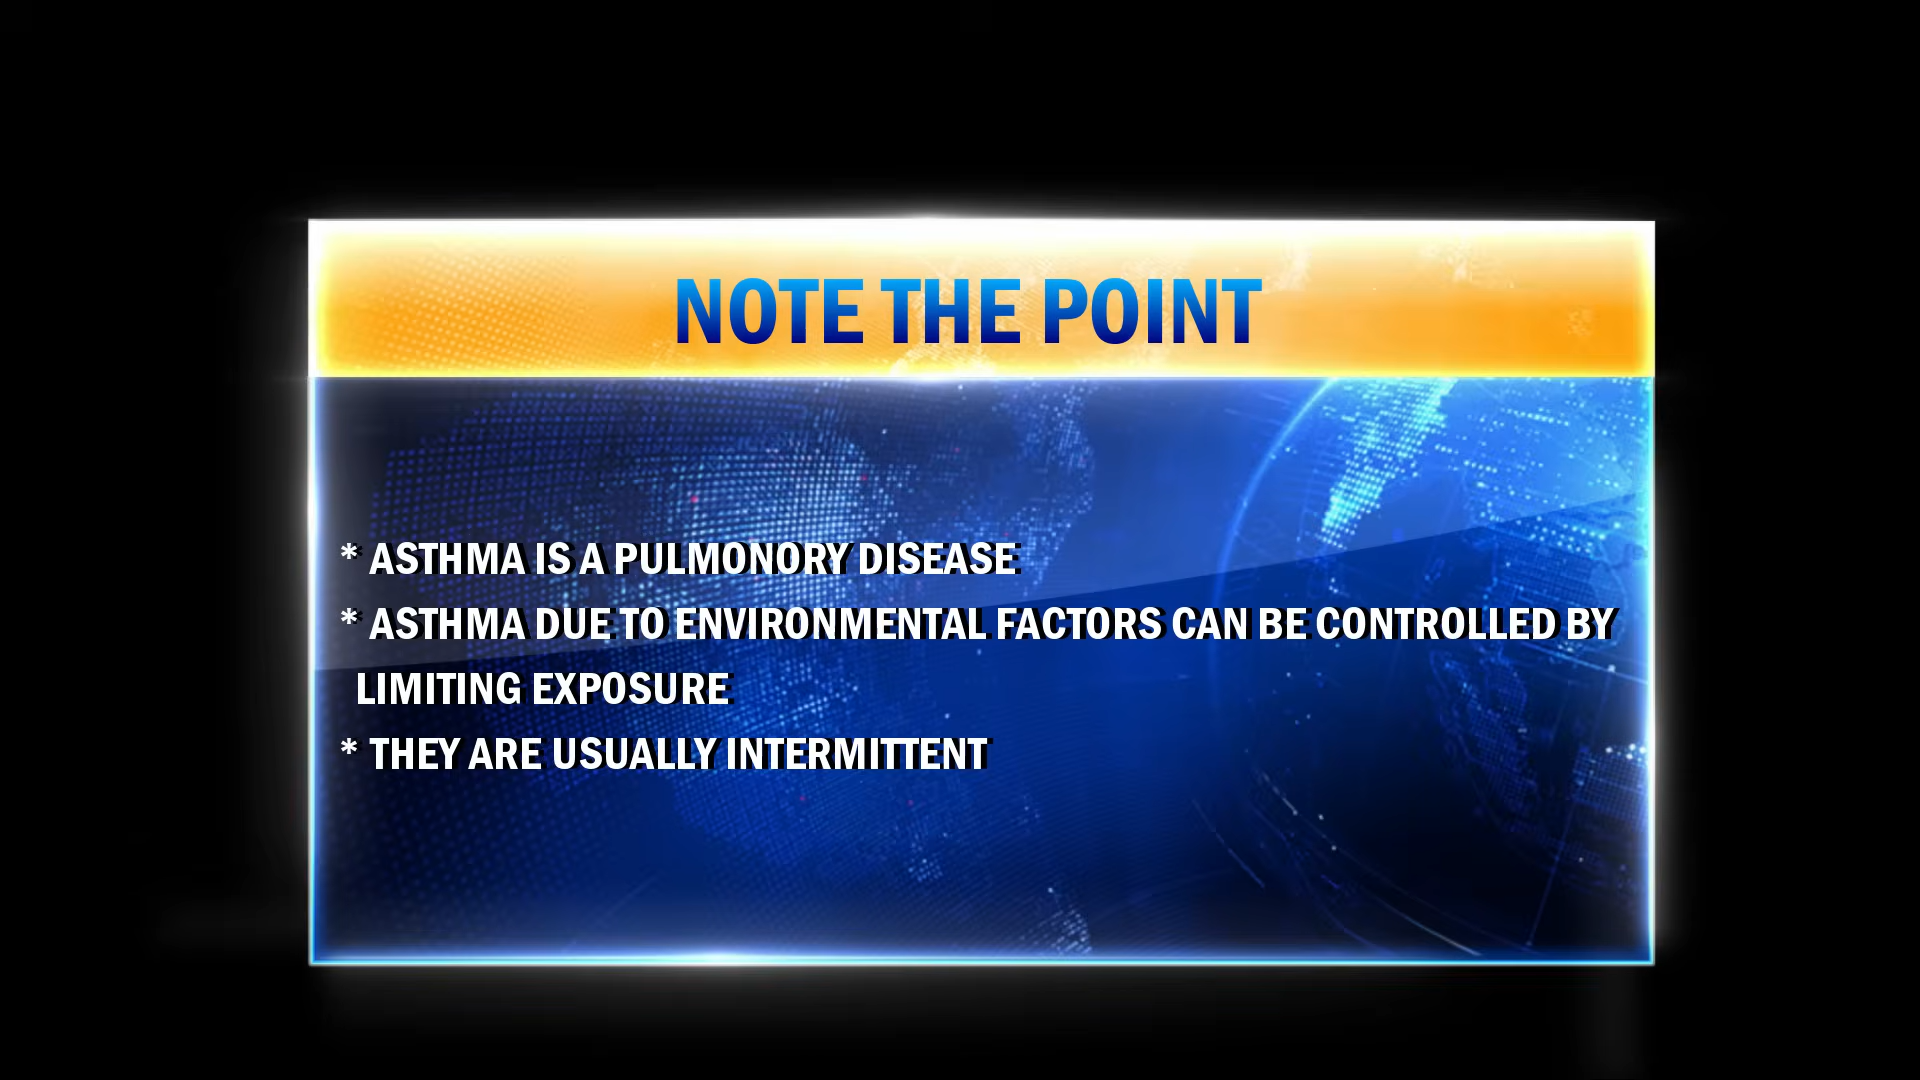 NOTE THE POINT
* ASTHMA IS A PULMONORY DISEASE
* ASTHMA DUE TO ENVIRONMENTAL FACTORS CAN BE CONTROLLED BY
LIMITING EXPOSURE
* THEY ARE USUALLY INTERMITTENT